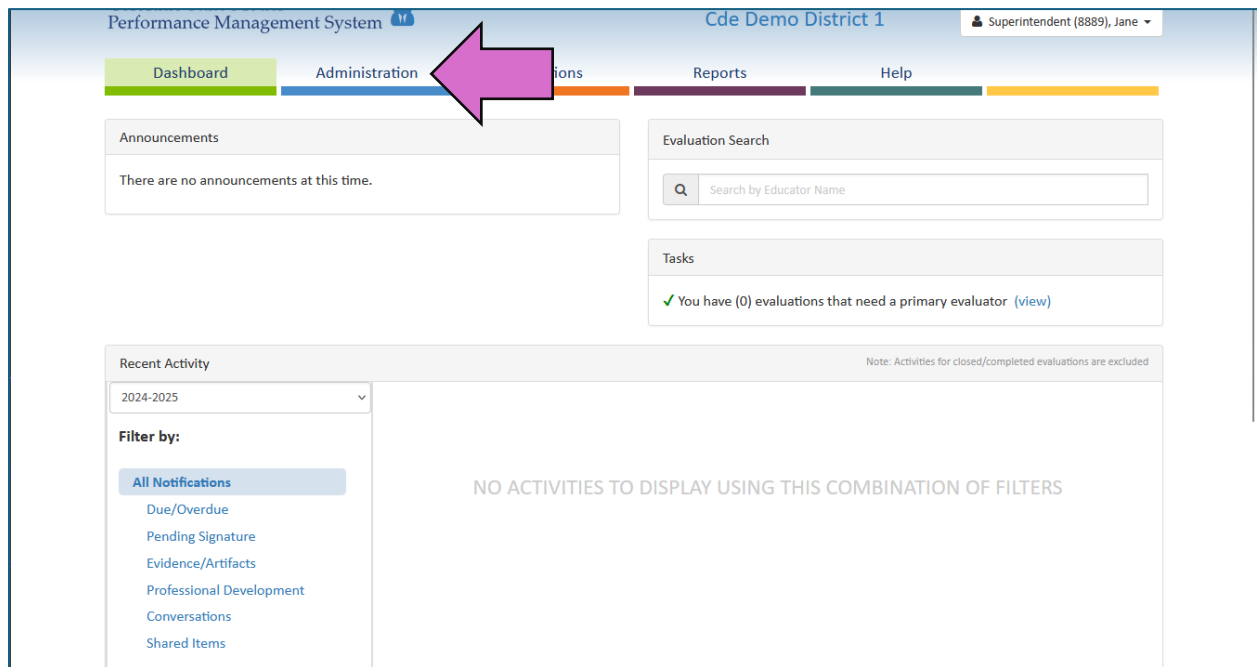 Performance Management System
Cde Demo District 1
Superintendent (8889), Jane
Dashboard
Administration
ions
Reports
Help
Announcements
There are no announcements at this time.
Evaluation Search
Search by Educator Name
Tasks
✓ You have (0) evaluations that need a primary evaluator (view)
Recent Activity
Note: Activities for closed/completed evaluations are excluded
2024-2025
Filter by:
All Notifications
Due/Overdue
Pending Signature
Evidence/Artifacts
Professional Development
Conversations
Shared Items
NO ACTIVITIES TO DISPLAY USING THIS COMBINATION OF FILTERS